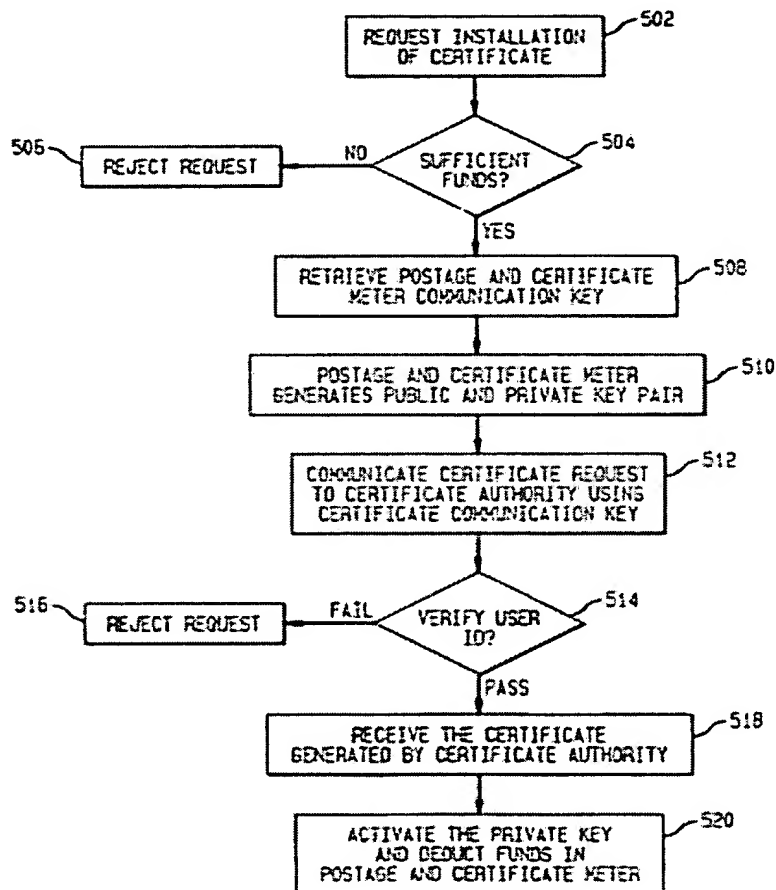 REQUEST INSTALLATION
OF CERTIFICATE
502
SUFFICIENT
FUNDS?
504
NO
506
REJECT REQUEST
YES
RETRIEVE POSTAGE AND CERTIFICATE
METER COMMUNICATION KEY
508
POSTAGE AND CERTIFICATE METER
GENERATES PUBLIC AND PRIVATE KEY PAIR
510
COMMUNICATE CERTIFICATE REQUEST
TO CERTIFICATE AUTHORITY USING
CERTIFICATE COMMUNICATION KEY
512
VERIFY USER
ID?
514
FAIL
516
REJECT REQUEST
PASS
RECEIVE THE CERTIFICATE
GENERATED BY CERTIFICATE AUTHORITY
518
ACTIVATE THE PRIVATE KEY
AND DEDUCT FUNDS IN
POSTAGE AND CERTIFICATE METER
520